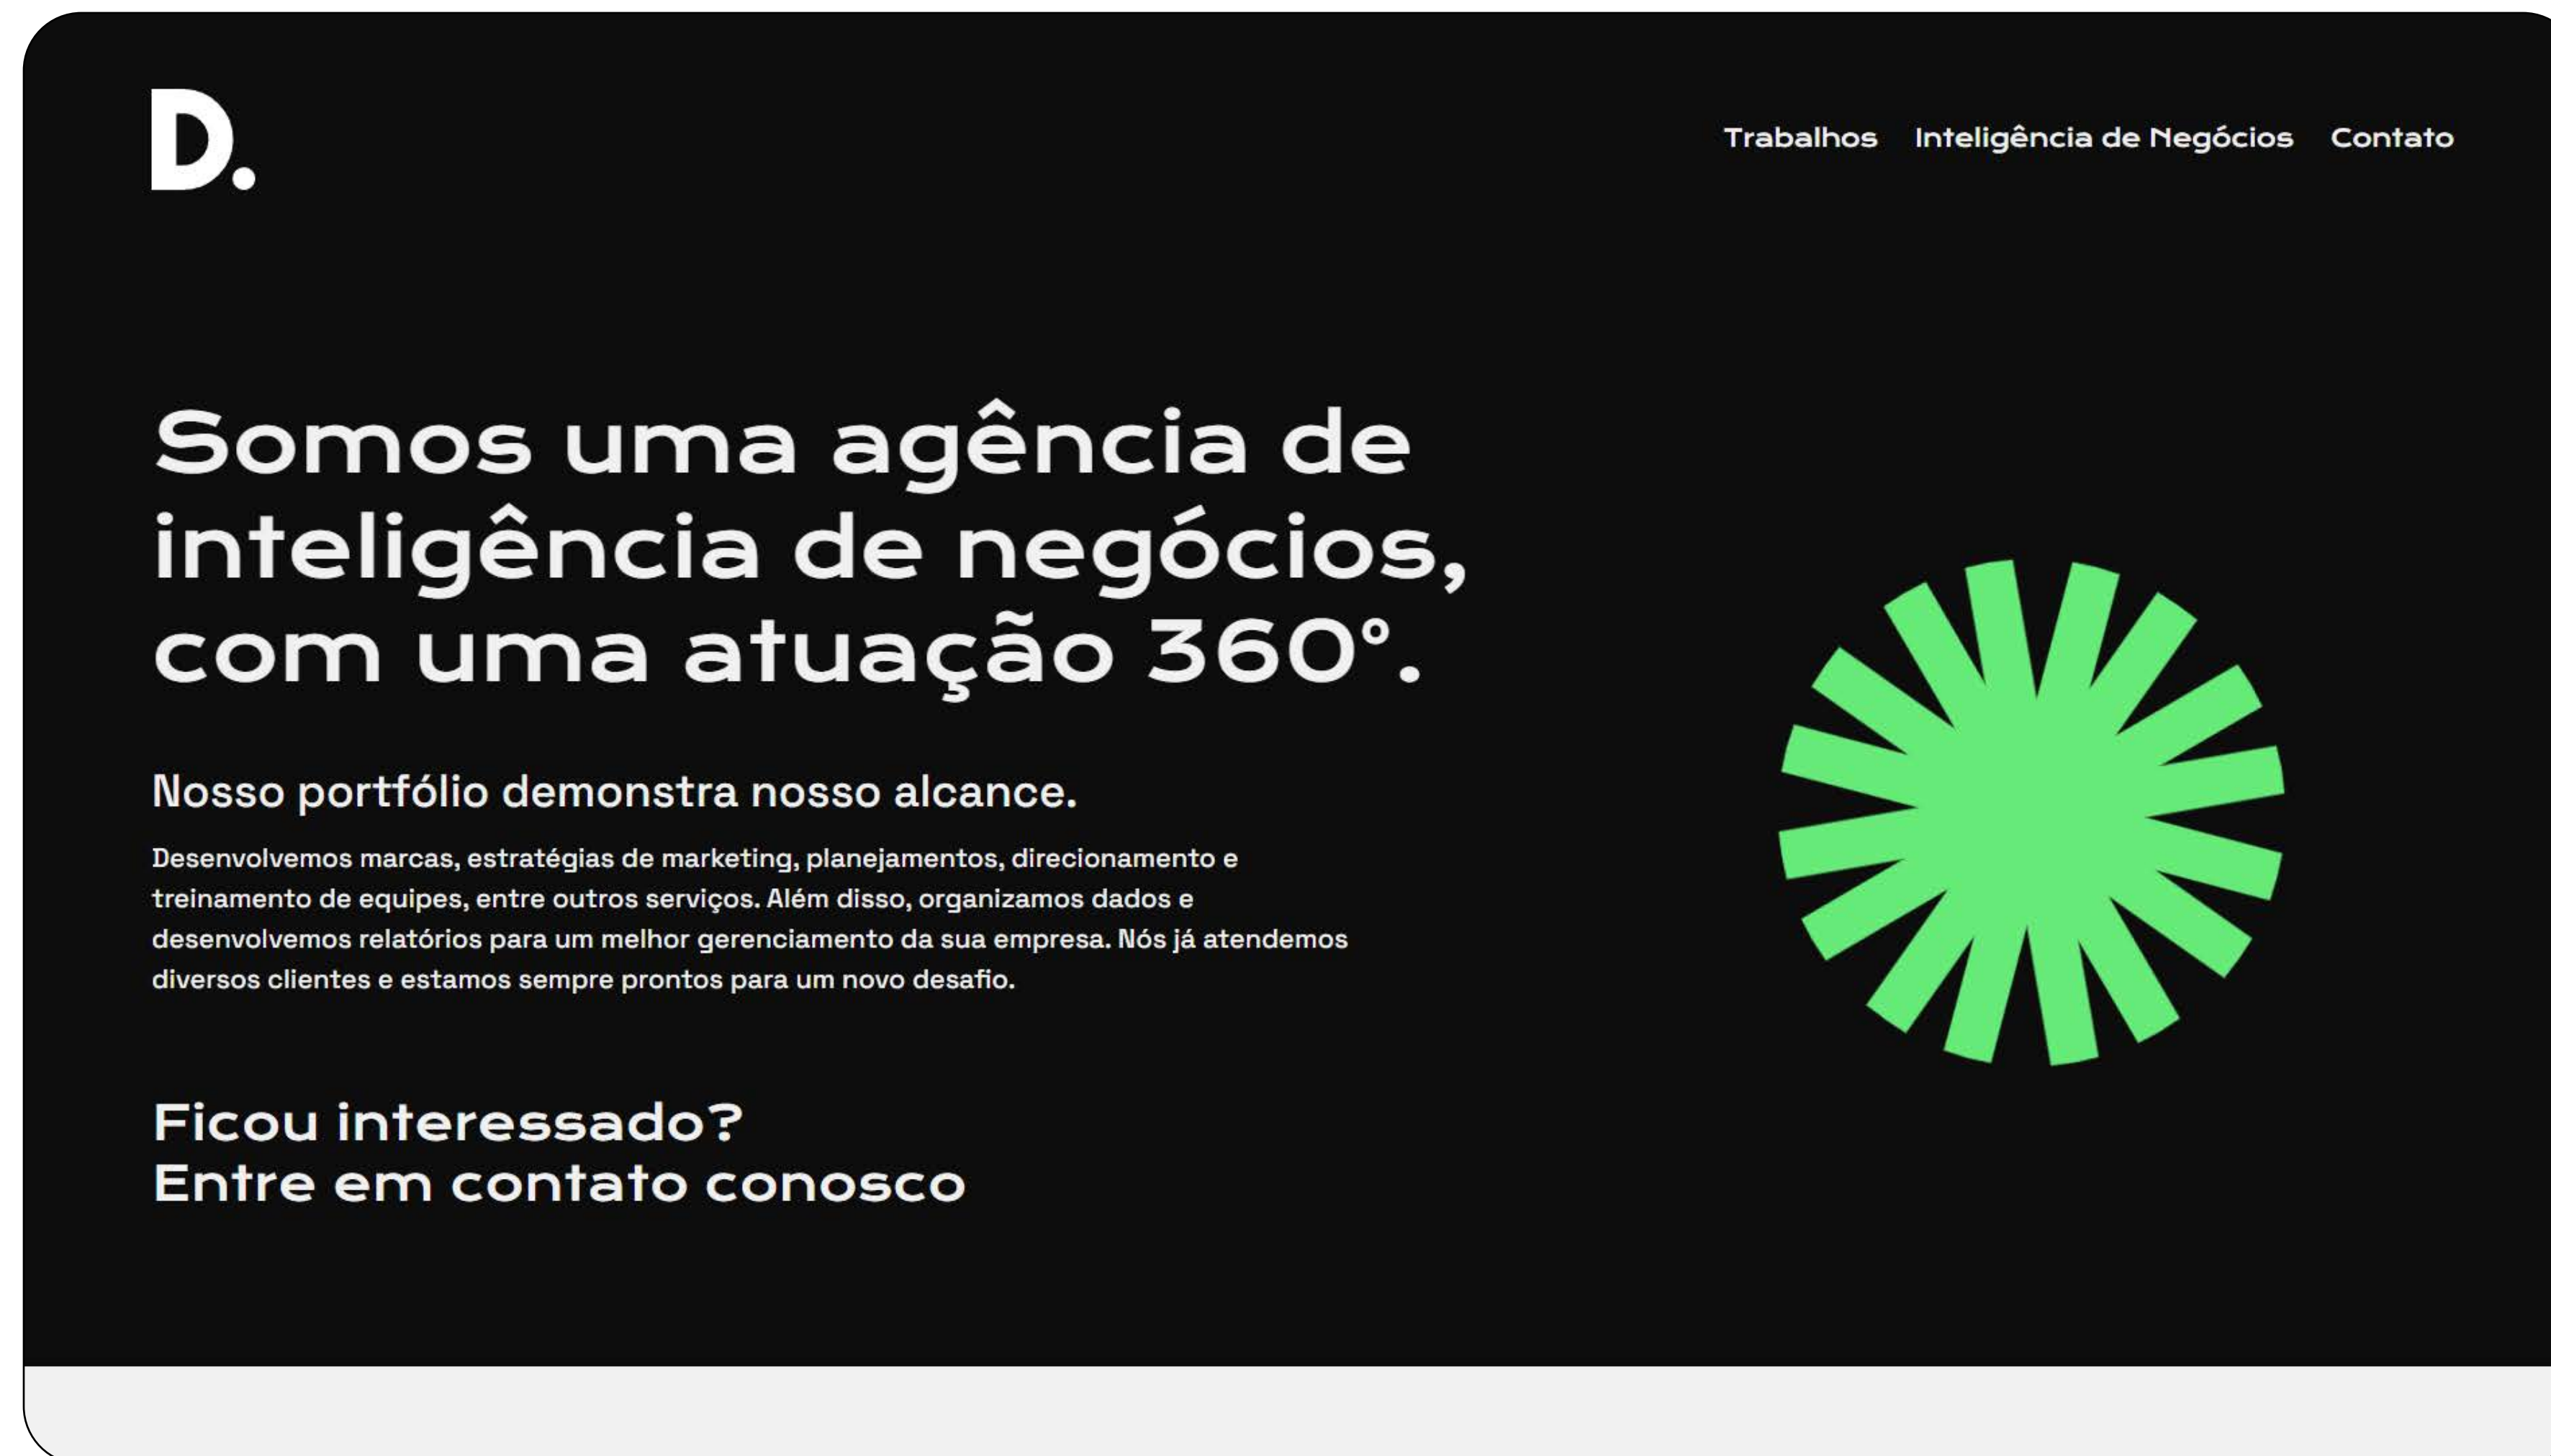 D.
Trabalhos Inteligência de Negócios Contato
Somos uma agência de
inteligência de negócios,
com uma atuação 360°.
Nosso portfólio demonstra nosso alcance.
Desenvolvemos marcas, estratégias de marketing, planejamentos, direcionamento e
treinamento de equipes, entre outros serviços. Além disso, organizamos dados e
desenvolvemos relatórios para um melhor gerenciamento da sua empresa. Nós já atendemos
diversos clientes e estamos sempre prontos para um novo desafio.
Ficou interessado?
Entre em contato conosco